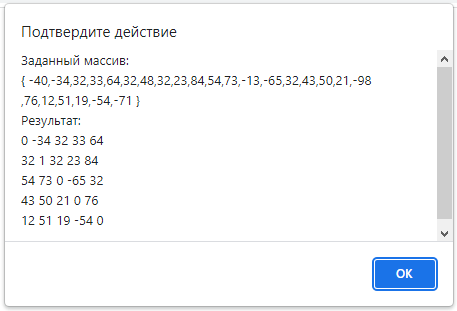 Подтвердите действие
Заданный массив:
{ -40,-34,32,33,64,32,48,32,23,84,54,73,-13,-65,32,43,50,21,-98
,76,12,51,19,-54,-71 }
Результат:
0 -34 32 33 64
32 1 32 23 84
54 73 0 -65 32
43 50 21 0 76
12 51 19 -54 0
ОК